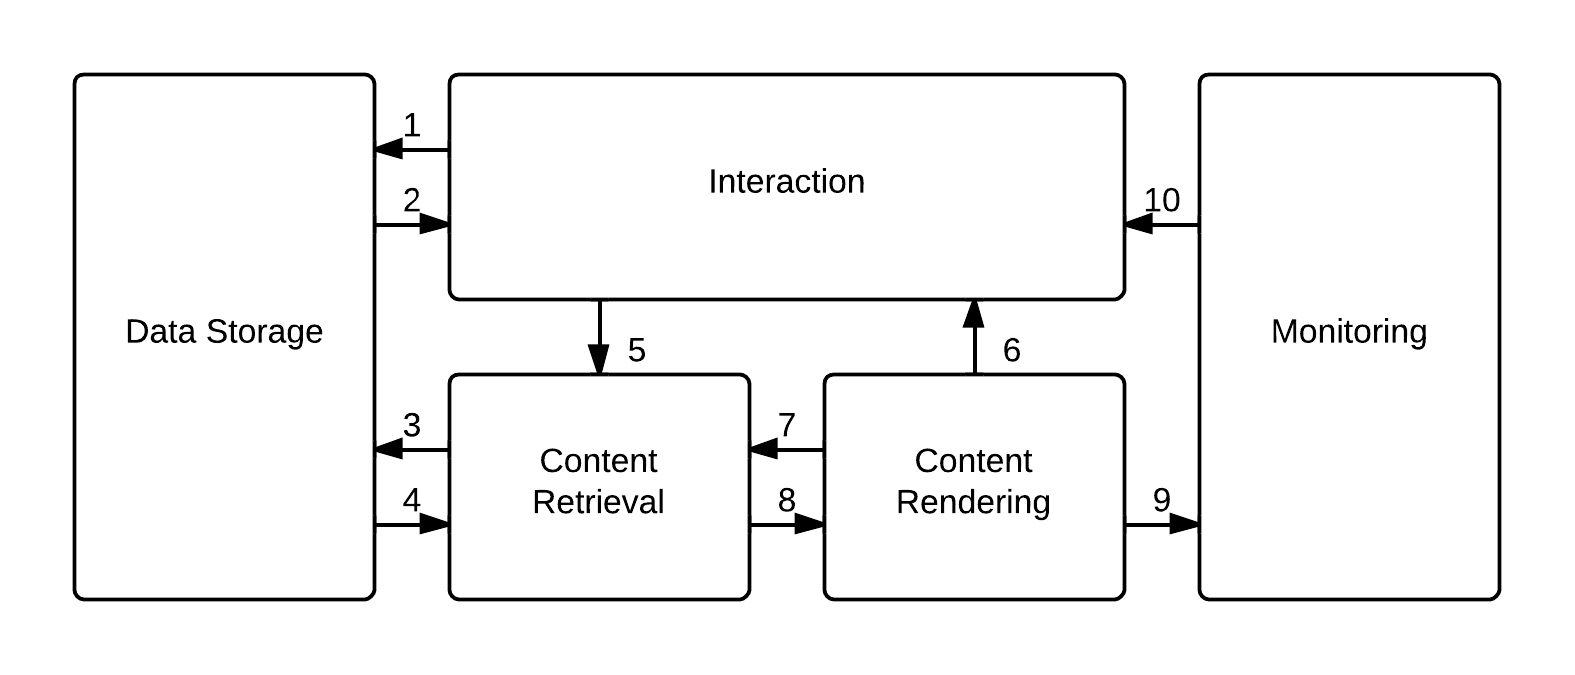 1
Interaction
2
10
Data Storage
Monitoring
5
6
3
7
Content
Retrieval
Content
Rendering
4
8
9